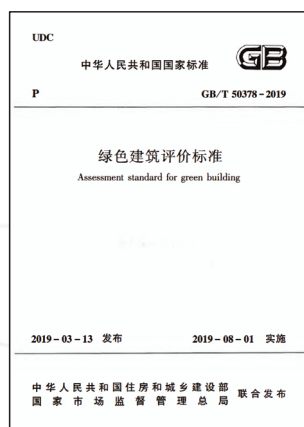 UDC
中华人民共和国国家标准
GB
P
GB/T 50378-2019
绿色建筑评价标准
Assessment standard for green building
2019-03-13 发布
2019-08-01 实施
中华人民共和国住房和城乡建设部
国家市场监督管理总局
联合发布